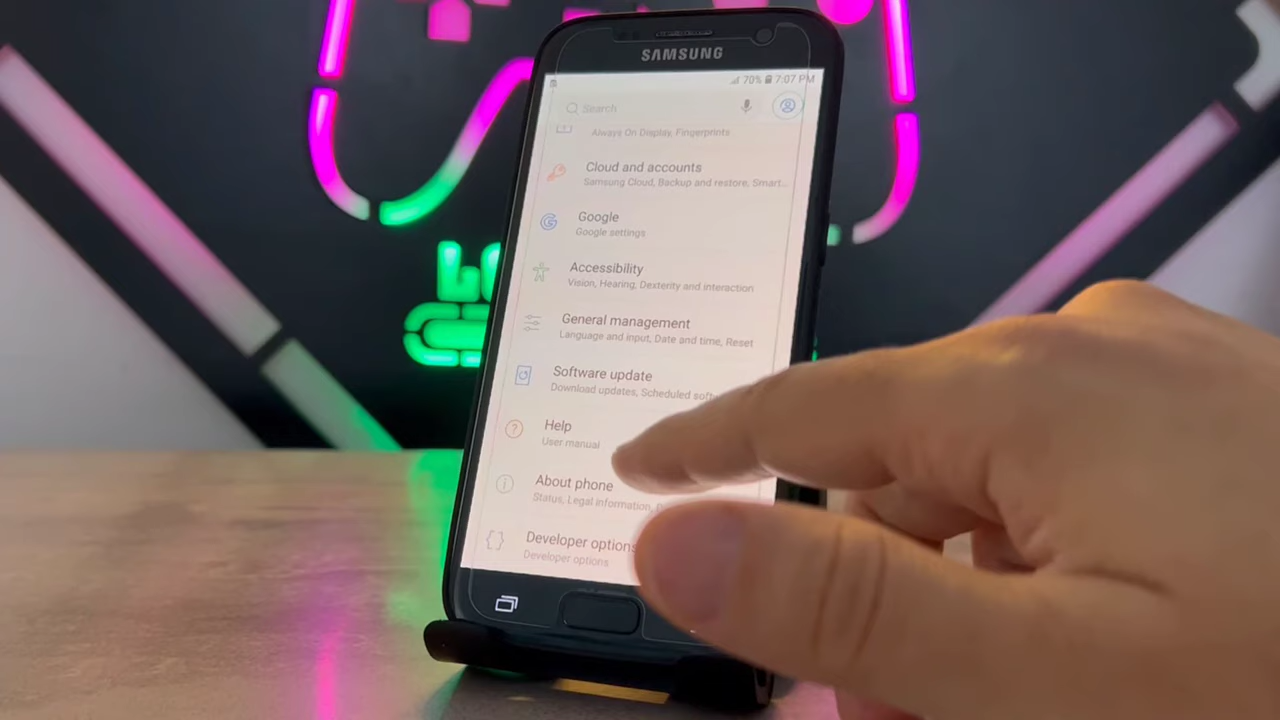 SAMSUNG
70% 7:07 PM
Search
Always On Display, Fingerprints
Cloud and accounts
Samsung Cloud, Backup and restore, Smart...
Google
Google settings
Accessibility
Vision, Hearing, Dexterity and interaction
General management
Language and input, Date and time, Reset
Software update
Download updates, Scheduled softw
Help
User manual
About phone
Status, Legal information,
Developer options
Developer options